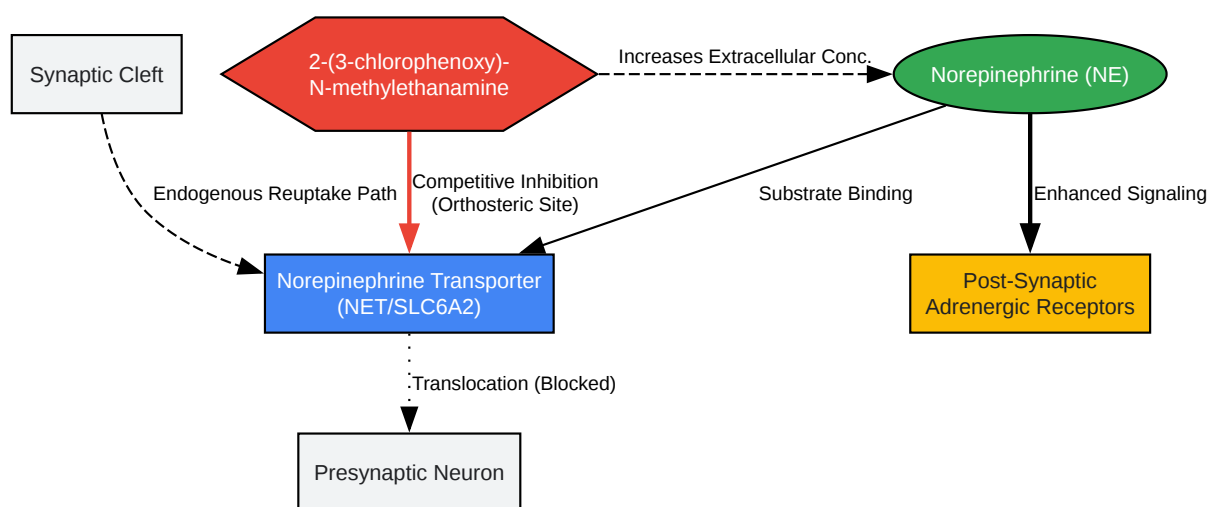 Synaptic Cleft
2-(3-chlorophenoxy)-
N-methylethanamine
Increases Extracellular Conc.
Norepinephrine (NE)
Endogenous Reuptake Path
Competitive Inhibition
(Orthosteric Site)
Substrate Binding
Enhanced Signaling
Norepinephrine Transporter
(NET/SLC6A2)
Post-Synaptic
Adrenergic Receptors
Translocation (Blocked)
Presynaptic Neuron